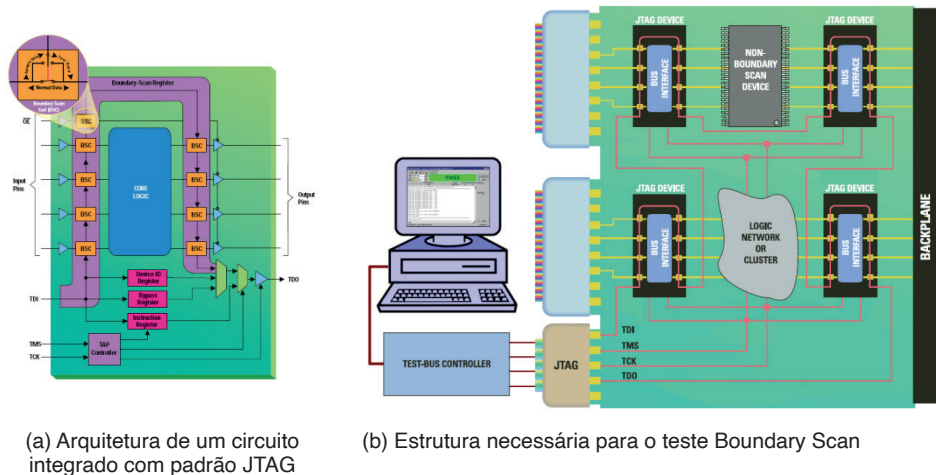 Boundary-Scan Register
Normal Data
Boundary Scan
Cell (BSC)
OE
BSC
BSC
BSC
BSC
BSC
BSC
BSC
BSC
BSC
Input
Pins
CORE
LOGIC
Output
Pins
Device ID
Register
Bypass
Register
Instruction
Register
TDI
TDO
TMS
TCK
TAP
Controller
(a) Arquitetura de um circuito
integrado com padrão JTAG
JTAG DEVICE
BUS
INTERFACE
NON-
BOUNDARY
SCAN
DEVICE
JTAG DEVICE
BUS
INTERFACE
PASS
JTAG DEVICE
BUS
INTERFACE
LOGIC
NETWORK
OR
CLUSTER
JTAG DEVICE
BUS
INTERFACE
BACKPLANE
TEST-BUS CONTROLLER
JTAG
TDI
TMS
TCK
TDO
(b) Estrutura necessária para o teste Boundary Scan